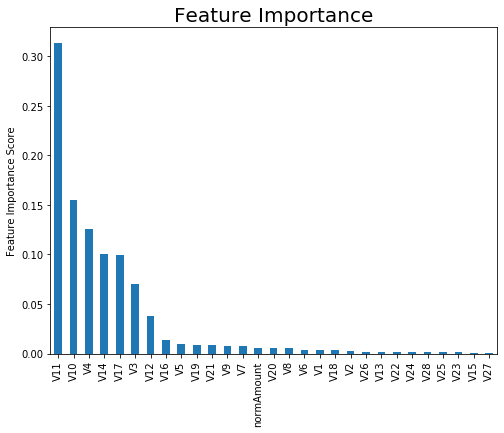 Feature Importance
Feature Importance Score
0.30
0.25
0.20
0.15
0.10
0.05
0.00
V11
V10
V4
V14
V17
V3
V12
V16
V5
V19
V21
V9
V7
normAmount
V20
V8
V6
V1
V18
V2
V26
V13
V22
V24
V28
V25
V23
V15
V27